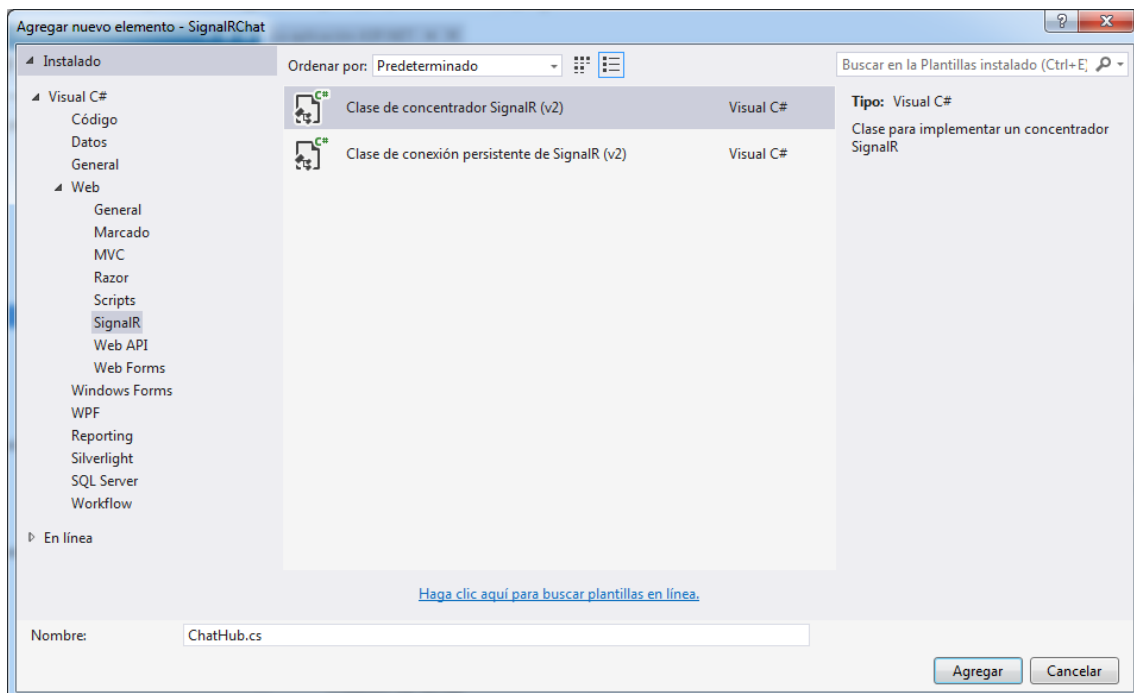 Agregar nuevo elemento - SignalRChat
Instalado
Visual C#
Código
Datos
General
Web
General
Marcado
MVC
Razor
Scripts
SignalR
Web API
Web Forms
Windows Forms
WPF
Reporting
Silverlight
SQL Server
Workflow
En línea
Ordenar por: Predeterminado
Clase de concentrador SignalR (v2) Visual C#
Clase de conexión persistente de SignalR (v2) Visual C#
Haga clic aquí para buscar plantillas en línea.
Buscar en la Plantillas instalado (Ctrl+E)
Tipo: Visual C#
Clase para implementar un concentrador
SignalR
Nombre: ChatHub.cs
Agregar Cancelar